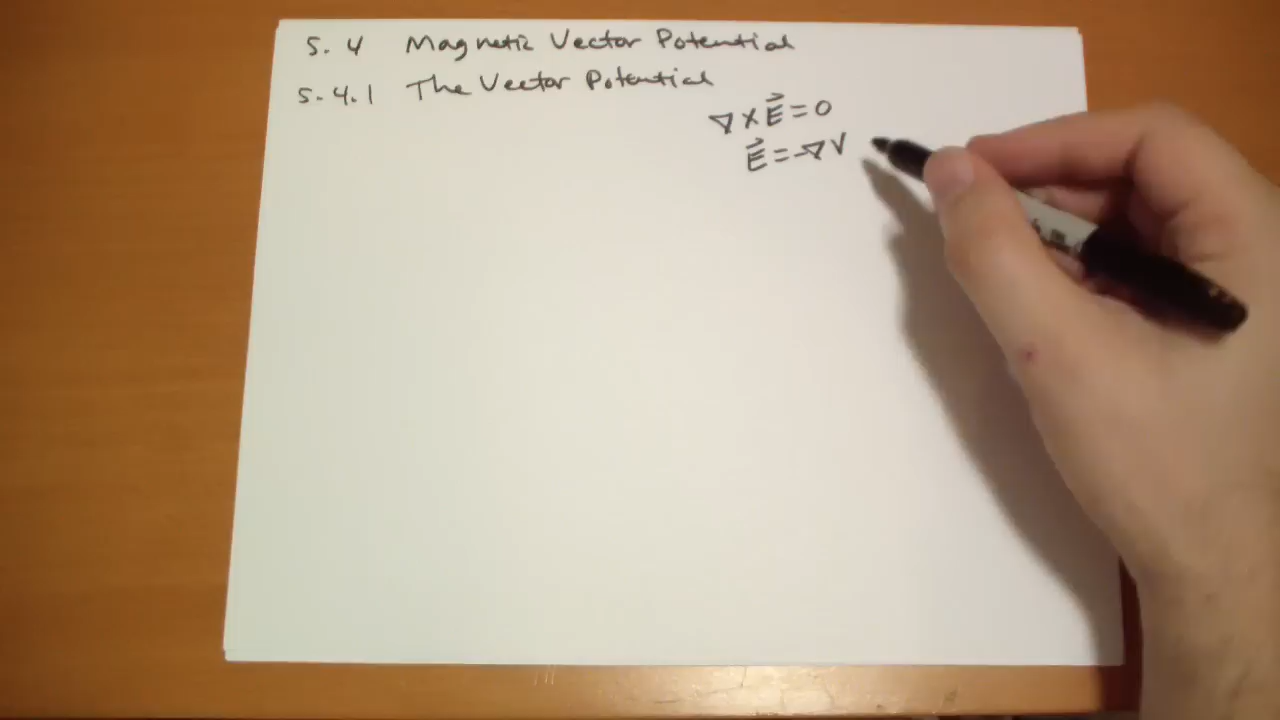 5.4 Magnetic Vector Potential
5.4.1 The Vector Potential
∇ × E⃗ = 0
E⃗ = -∇V